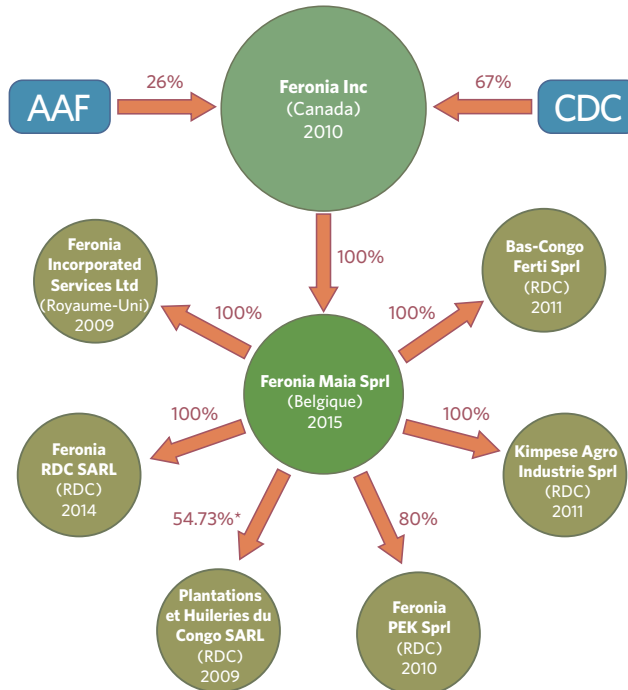 AAF
26%
Feronia Inc
(Canada)
2010
67%
CDC
100%
Feronia
Incorporated
Services Ltd
(Royaume-Uni)
2009
100%
Bas-Congo
Ferti Sprl
(RDC)
2011
100%
Feronia Maia Sprl
(Belgique)
2015
100%
Feronia
RDC SARL
(RDC)
2014
100%
Kimpese Agro
Industrie Sprl
(RDC)
2011
54.73%*
Plantations
et Huileries du
Congo SARL
(RDC)
2009
80%
Feronia
PEK Sprl
(RDC)
2010